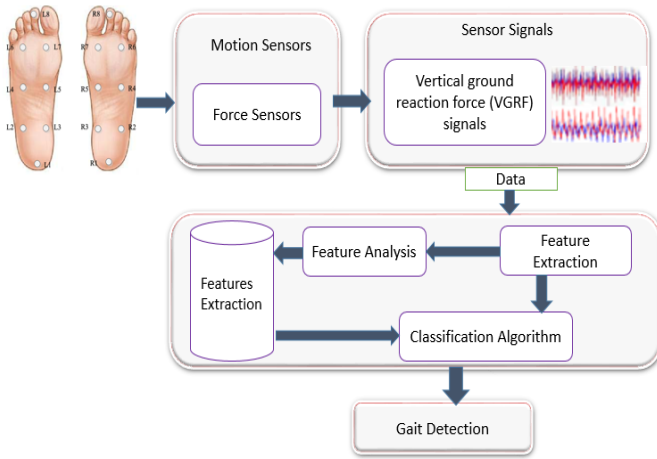 L8 R8
L6 L7 R7 R6
L4 L5 R5 R4
L2 L3 R3 R2
L1 R1
Motion Sensors
Force Sensors
Sensor Signals
Vertical ground
reaction force (VGRF)
signals
Data
Feature Analysis
Feature
Extraction
Features
Extraction
Classification Algorithm
Gait Detection